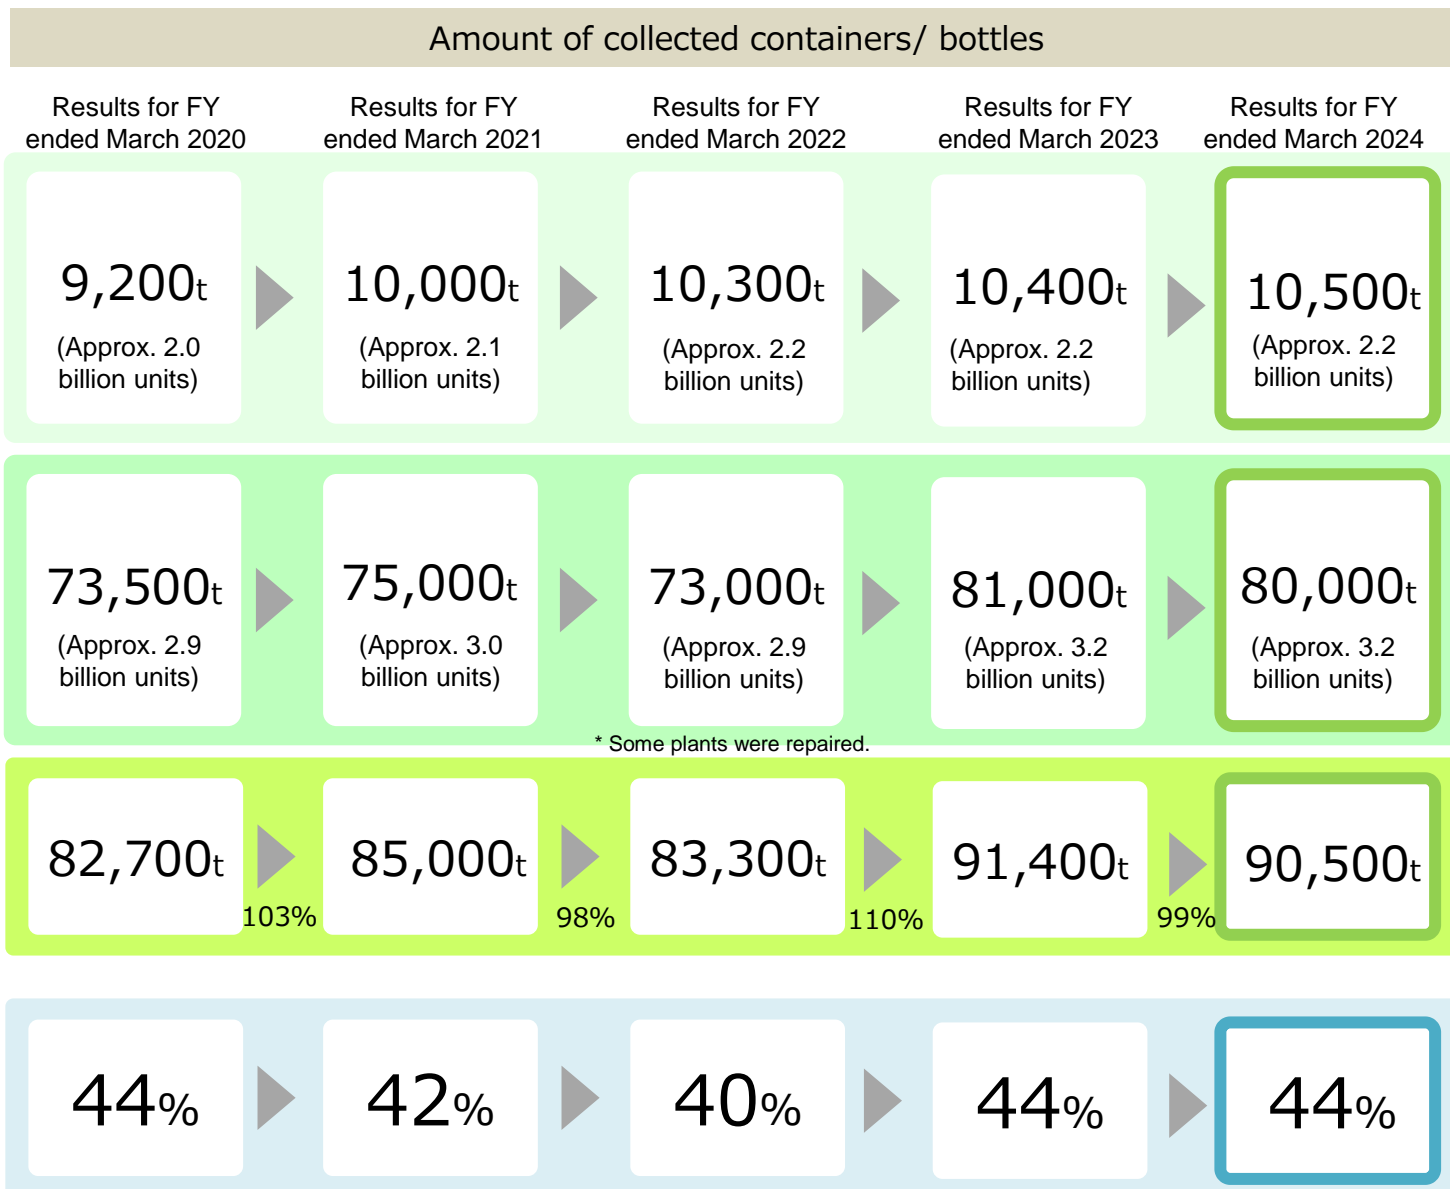 Amount of collected containers/ bottles
Results for FY
ended March 2020
Results for FY
ended March 2021
Results for FY
ended March 2022
Results for FY
ended March 2023
Results for FY
ended March 2024
9,200t
(Approx. 2.0
billion units)
10,000t
(Approx. 2.1
billion units)
10,300t
(Approx. 2.2
billion units)
10,400t
(Approx. 2.2
billion units)
10,500t
(Approx. 2.2
billion units)
73,500t
(Approx. 2.9
billion units)
75,000t
(Approx. 3.0
billion units)
73,000t
(Approx. 2.9
billion units)
81,000t
(Approx. 3.2
billion units)
80,000t
(Approx. 3.2
billion units)
* Some plants were repaired.
82,700t
103%
85,000t
98%
83,300t
110%
91,400t
99%
90,500t
44%
42%
40%
44%
44%